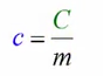 c = C/m